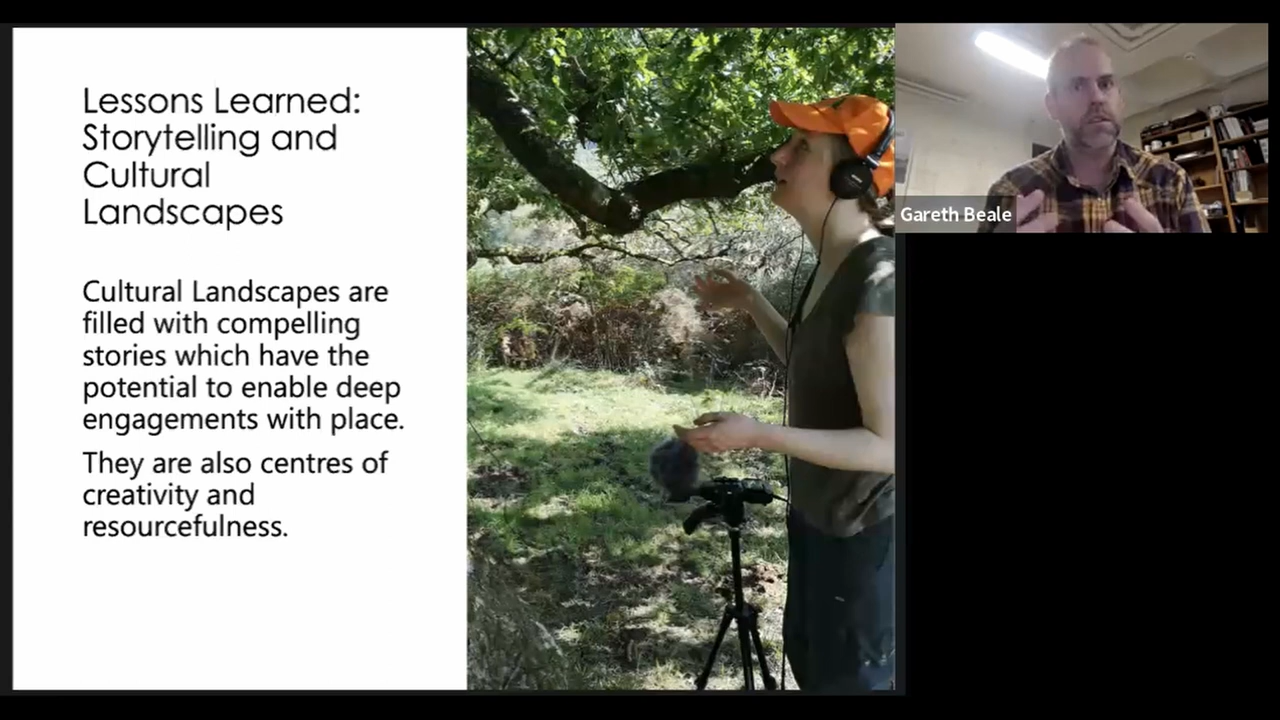 Lessons Learned:
Storytelling and
Cultural
Landscapes
Cultural Landscapes are
filled with compelling
stories which have the
potential to enable deep
engagements with place.
They are also centres of
creativity and
resourcefulness.
Gareth Beale